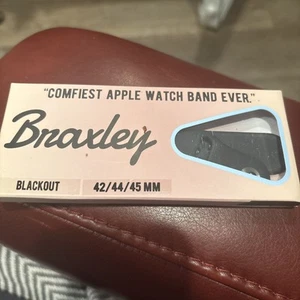 "COMFIEST APPLE WATCH BAND EVER."
Braxley
BLACKOUT 42/44/45 MM